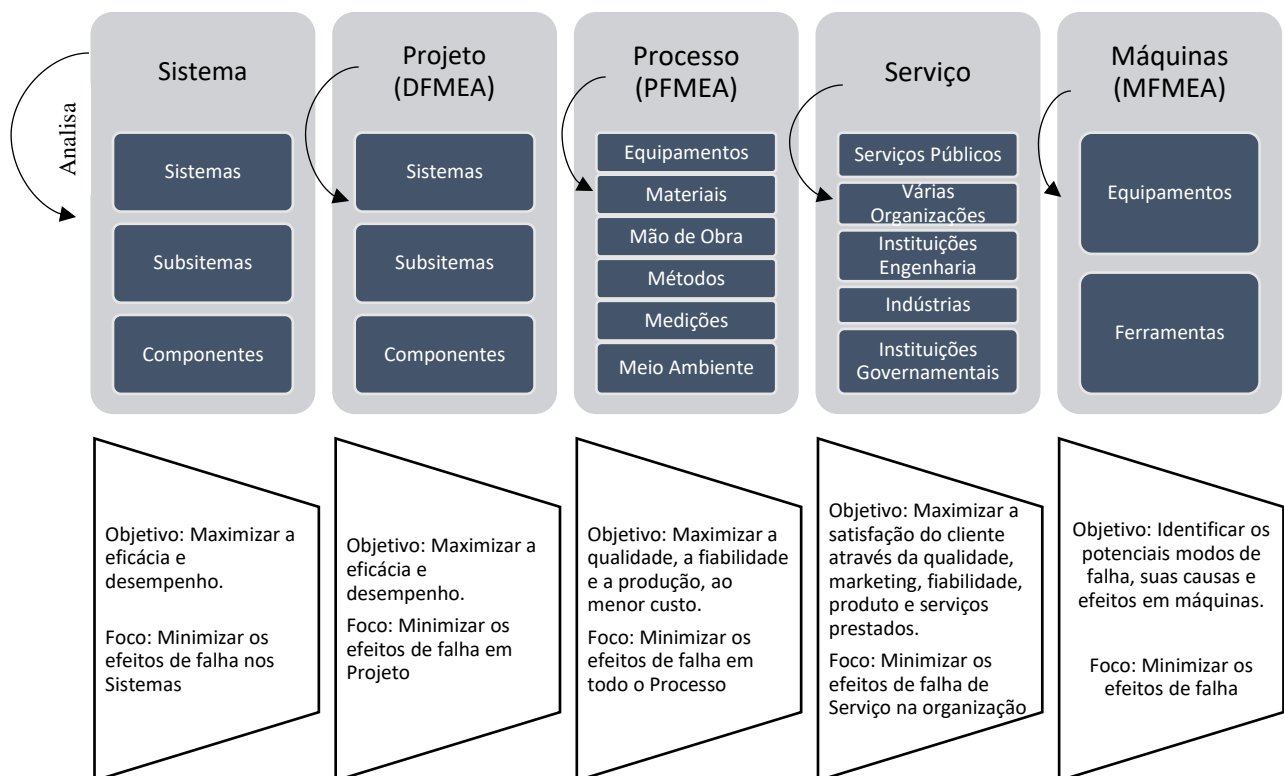 Analisa
Sistema
Sistemas
Subsitemas
Componentes
Projeto
(DFMEA)
Sistemas
Subsitemas
Componentes
Processo
(PFMEA)
Equipamentos
Materiais
Mão de Obra
Métodos
Medições
Meio Ambiente
Serviço
Serviços Públicos
Várias
Organizações
Instituições
Engenharia
Indústrias
Instituições
Governamentais
Máquinas
(MFMEA)
Equipamentos
Ferramentas
Objetivo: Maximizar a
eficácia e
desempenho.
Foco: Minimizar os
efeitos de falha nos
Sistemas
Objetivo: Maximizar a
eficácia e
desempenho.
Foco: Minimizar os
efeitos de falha em
Projeto
Objetivo: Maximizar a
qualidade, a fiabilidade
e a produção, ao
menor custo.
Foco: Minimizar os
efeitos de falha em
todo o Processo
Objetivo: Maximizar a
satisfação do cliente
através da qualidade,
marketing, fiabilidade,
produto e serviços
prestados.
Foco: Minimizar os
efeitos de falha de
Serviço na organização
Objetivo: Identificar os
potenciais modos de
falha, suas causas e
efeitos em máquinas.
Foco: Minimizar os
efeitos de falha